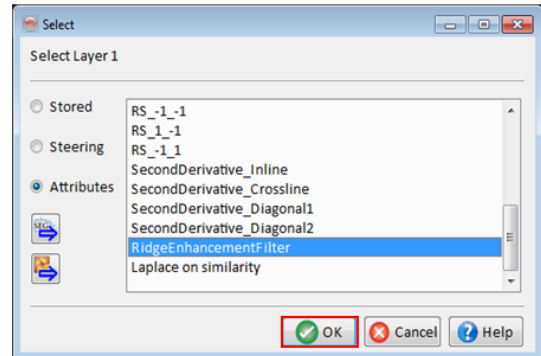 Select
Select Layer 1
Stored
Steering
Attributes
RS_-1_-1
RS_1_-1
RS_-1_1
SecondDerivative_Inline
SecondDerivative_Crossline
SecondDerivative_Diagonal1
SecondDerivative_Diagonal2
RidgeEnhancementFilter
Laplace on similarity
SEG
OK
Cancel
Help